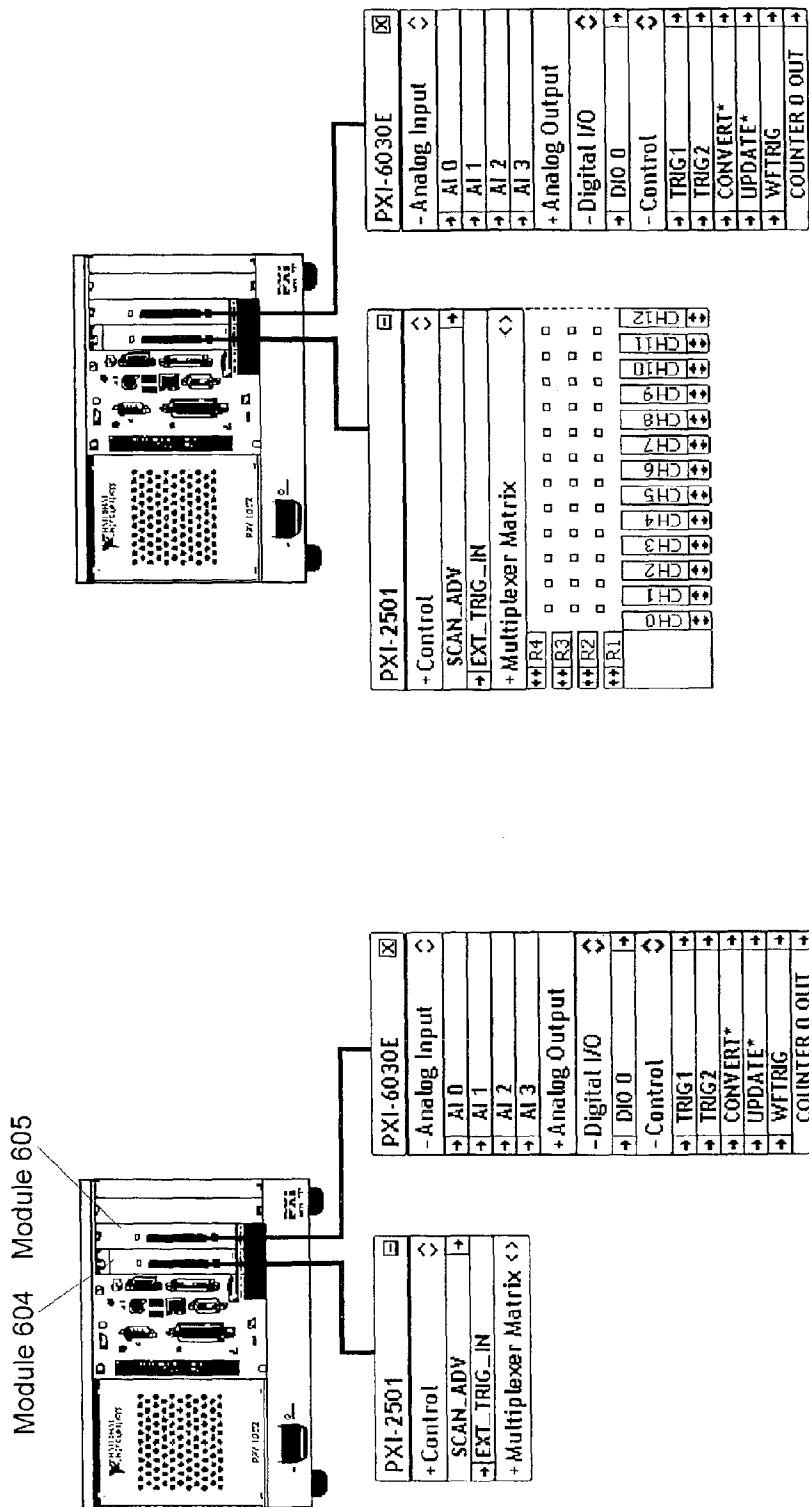 Module 604 Module 605
PXI-2501
+ Control
SCAN_ADV
EXT_TRIG_IN
+ Multiplexer Matrix <>
PXI-6030E
- Analog Input <>
AI 0
AI 1
AI 2
AI 3
+ Analog Output
- Digital I/O <>
DIO 0
- Control <>
TRIG1
TRIG2
CONVERT*
UPDATE*
WFTRIG
COUNTER 0 OUT
PXI-2501
+ Control <>
SCAN_ADV
EXT_TRIG_IN
+ Multiplexer Matrix <>
R4
R3
R2
R1
CH0
CH1
CH2
CH3
CH4
CH5
CH6
CH7
CH8
CH9
CH10
CH11
CH12
PXI-6030E
- Analog Input <>
AI 0
AI 1
AI 2
AI 3
+ Analog Output
- Digital I/O <>
DIO 0
- Control <>
TRIG1
TRIG2
CONVERT*
UPDATE*
WFTRIG
COUNTER 0 OUT